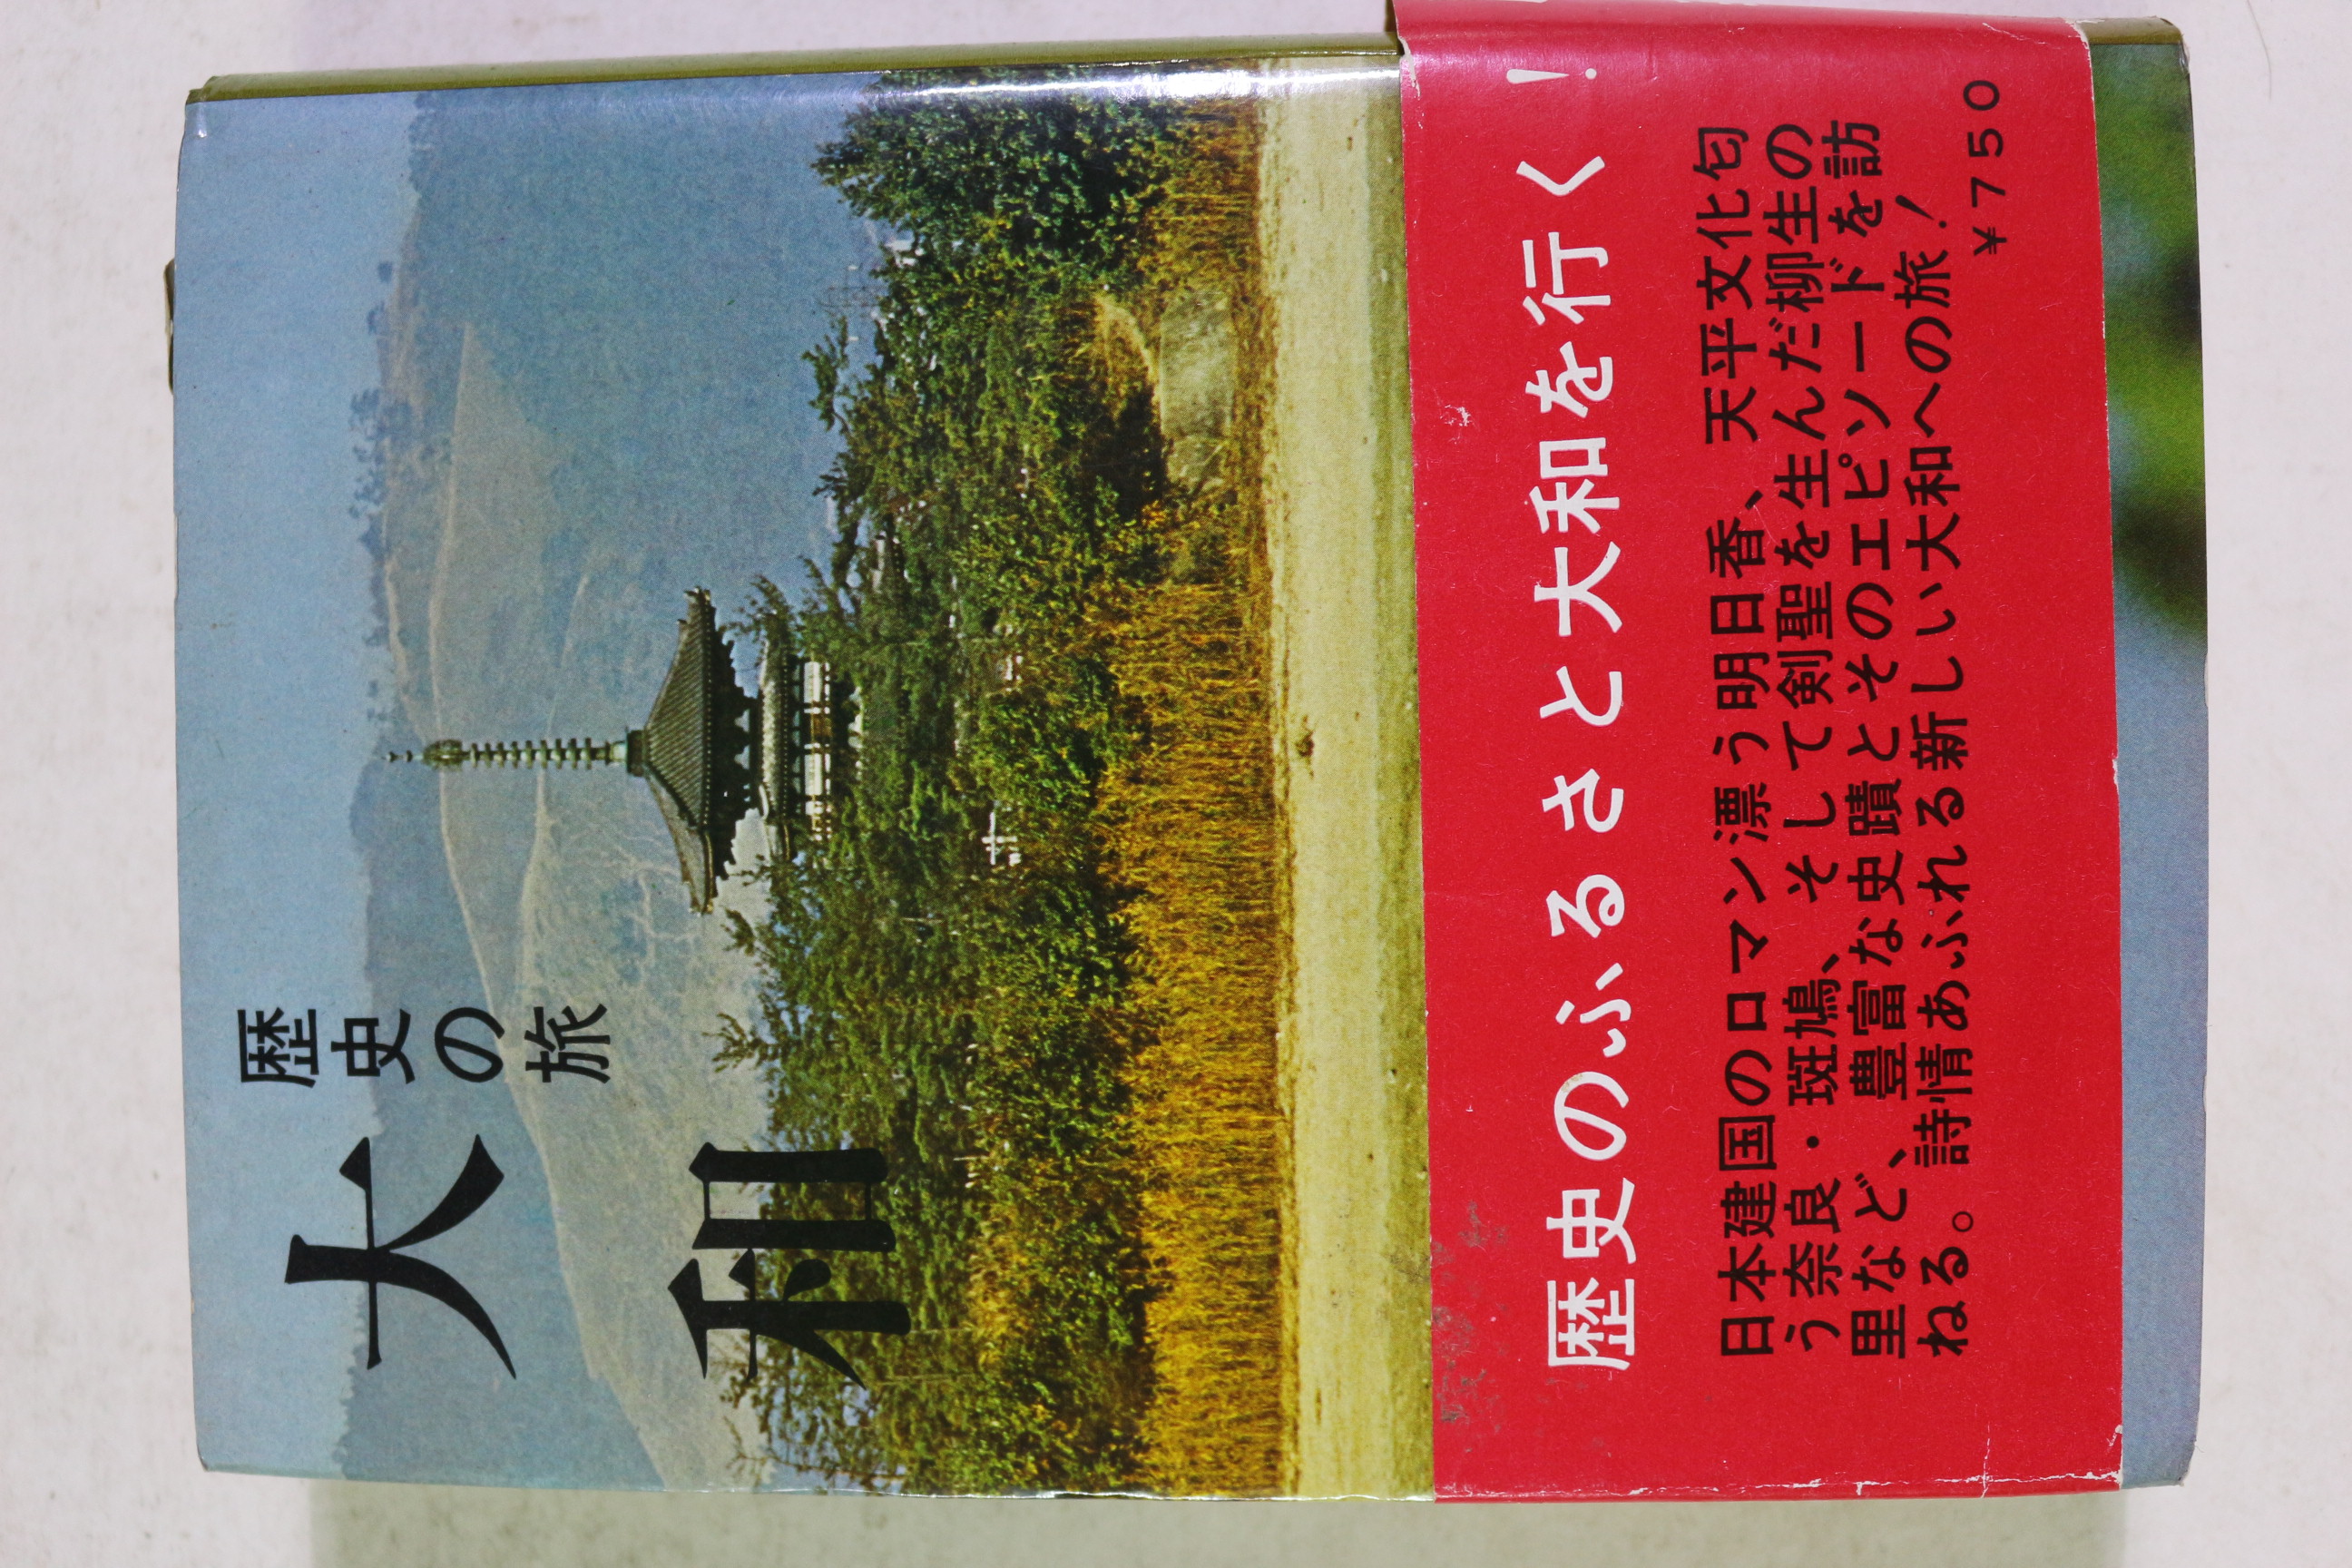 歴史の旅
大和
歴史のふるさと大和を行く！
日本建国のロマン漂う明日香、天平文化匂
う奈良・斑鳩、そして剣聖を生んだ柳生の
里など、豊富な史蹟とそのエピソードを訪
ねる。詩情あふれる新しい大和への旅！
￥７５０